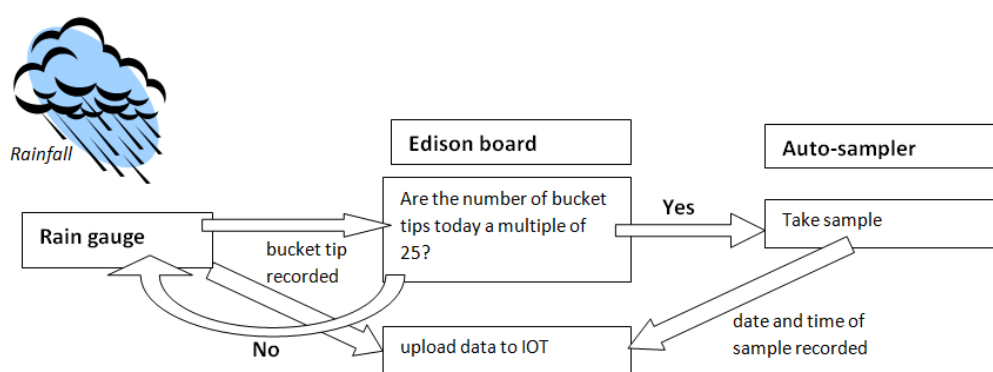 Rainfall
Edison board
Auto-sampler
Rain gauge
bucket tip
recorded
Are the number of bucket
tips today a multiple of
25?
Yes
Take sample
No
upload data to IOT
date and time of
sample recorded